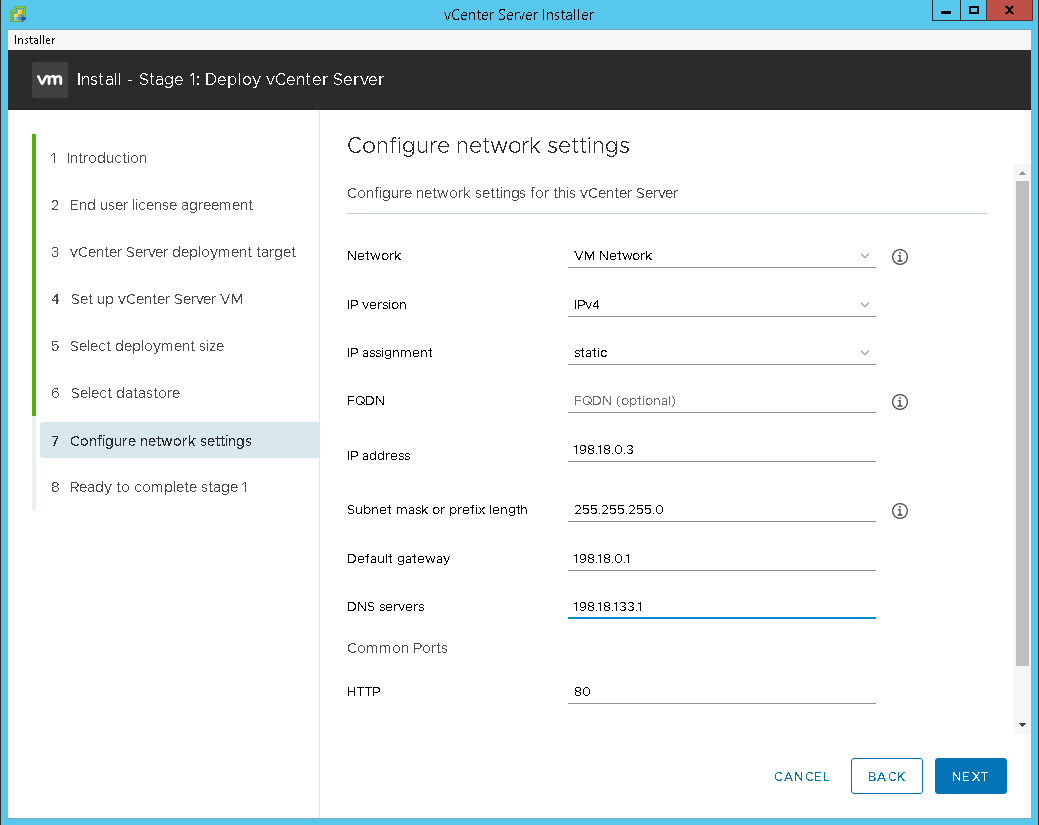 vCenter Server Installer
Installer
vm Install - Stage 1: Deploy vCenter Server
1 Introduction
2 End user license agreement
3 vCenter Server deployment target
4 Set up vCenter Server VM
5 Select deployment size
6 Select datastore
7 Configure network settings
8 Ready to complete stage 1
Configure network settings
Configure network settings for this vCenter Server
Network VM Network
IP version IPv4
IP assignment static
FQDN FQDN (optional)
IP address 198.18.0.3
Subnet mask or prefix length 255.255.255.0
Default gateway 198.18.0.1
DNS servers 198.18.133.1
Common Ports
HTTP 80
CANCEL BACK NEXT